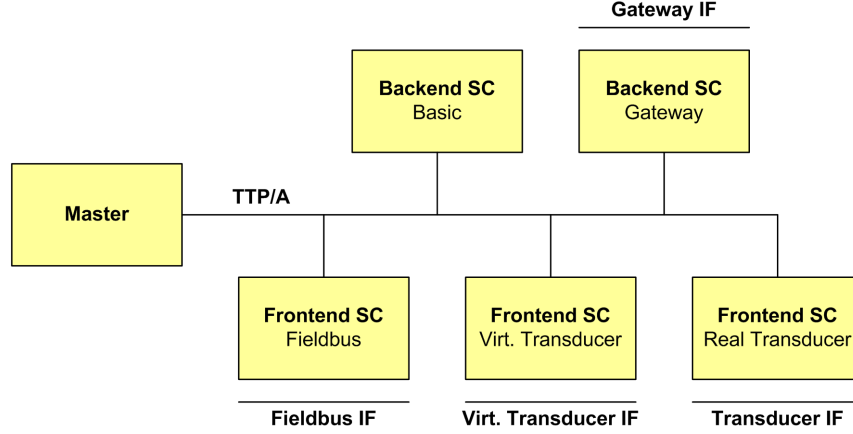 Gateway IF
Backend SC
Basic
Backend SC
Gateway
Master
TTP/A
Frontend SC
Fieldbus
Frontend SC
Virt. Transducer
Frontend SC
Real Transducer
Fieldbus IF
Virt. Transducer IF
Transducer IF